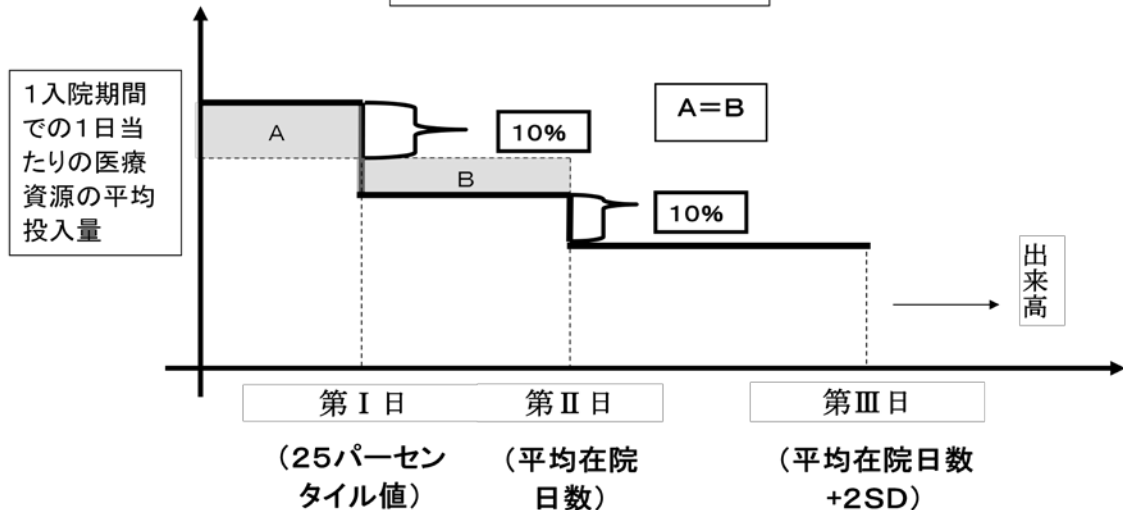 1入院期間
での1日当
たりの医療
資源の平均
投入量
A
10%
A=B
B
10%
出
来
高
第Ⅰ日
第Ⅱ日
第Ⅲ日
(25パーセン
タイル値)
(平均在院
日数)
(平均在院日数
+2SD)